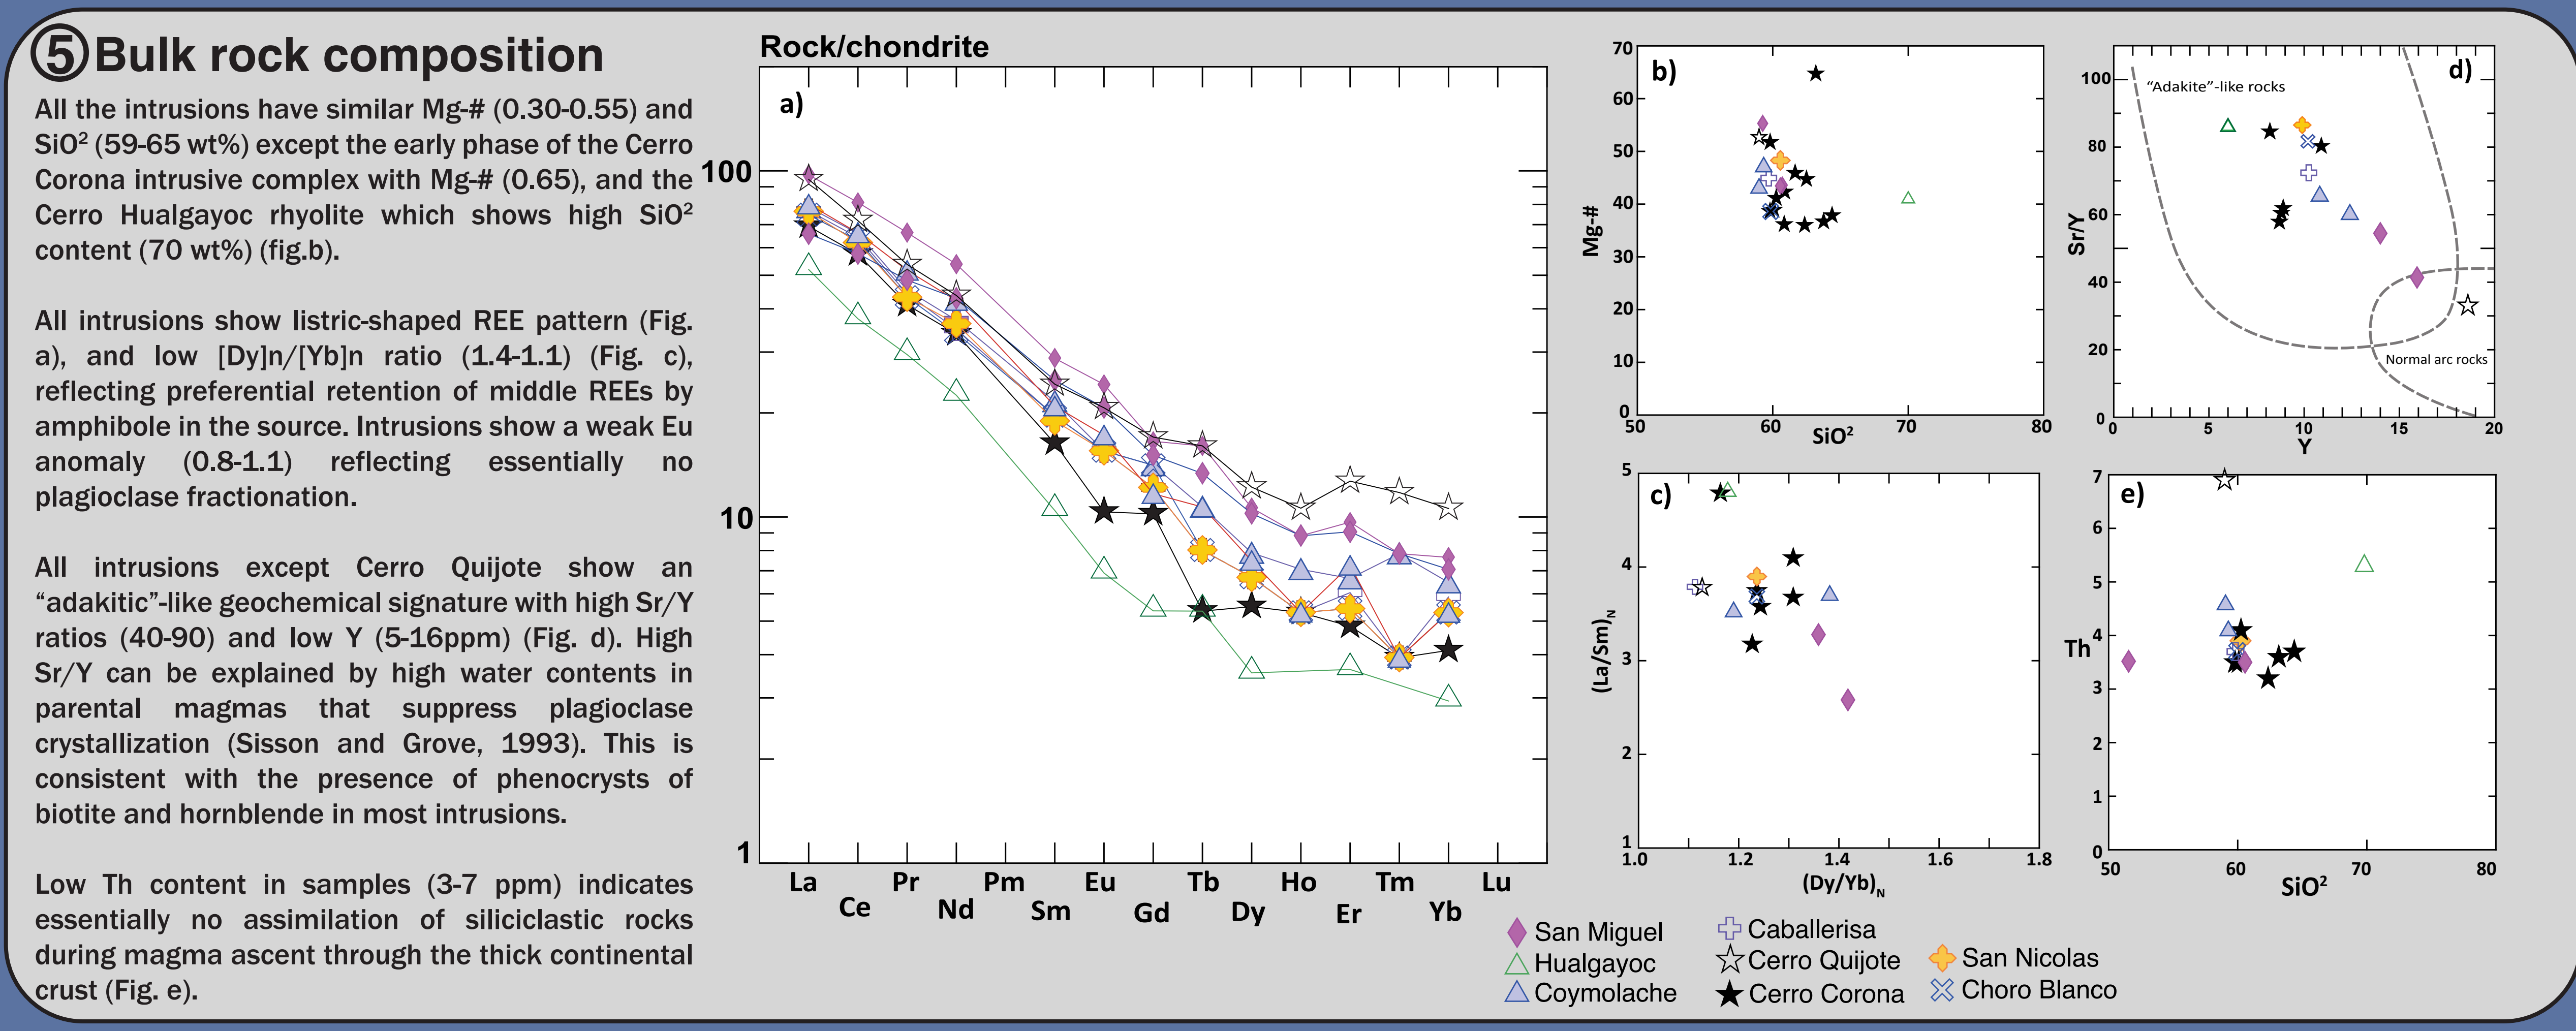 5 Bulk rock composition
All the intrusions have similar Mg-# (0.30-0.55) and
SiO² (59-65 wt%) except the early phase of the Cerro
Corona intrusive complex with Mg-# (0.65), and the
Cerro Hualgayoc rhyolite which shows high SiO²
content (70 wt%) (fig.b).
All intrusions show listric-shaped REE pattern (Fig.
a), and low [Dy]n/[Yb]n ratio (1.4-1.1) (Fig. c),
reflecting preferential retention of middle REEs by
amphibole in the source. Intrusions show a weak Eu
anomaly (0.8-1.1) reflecting essentially no
plagioclase fractionation.
All intrusions except Cerro Quijote show an
“adakitic”-like geochemical signature with high Sr/Y
ratios (40-90) and low Y (5-16ppm) (Fig. d). High
Sr/Y can be explained by high water contents in
parental magmas that suppress plagioclase
crystallization (Sisson and Grove, 1993). This is
consistent with the presence of phenocrysts of
biotite and hornblende in most intrusions.
Low Th content in samples (3-7 ppm) indicates
essentially no assimilation of siliciclastic rocks
during magma ascent through the thick continental
crust (Fig. e).
Rock/chondrite
a)
100
10
1
La Pr Pm Eu Tb Ho Tm Lu
Ce Nd Sm Gd Dy Er Yb
b)
Mg-#
70
60
50
40
30
20
10
0
50 60 70 80
SiO²
d)
“Adakite”-like rocks
Normal arc rocks
Sr/Y
100
80
60
40
20
0
0 5 10 15 20
Y
c)
(La/Sm)N
5
4
3
2
1
1.0 1.2 1.4 1.6 1.8
(Dy/Yb)N
e)
Th
7
6
5
4
3
2
1
0
50 60 70 80
SiO²
San Miguel
Hualgayoc
Coymolache
Caballerisa
Cerro Quijote
Cerro Corona
San Nicolas
Choro Blanco